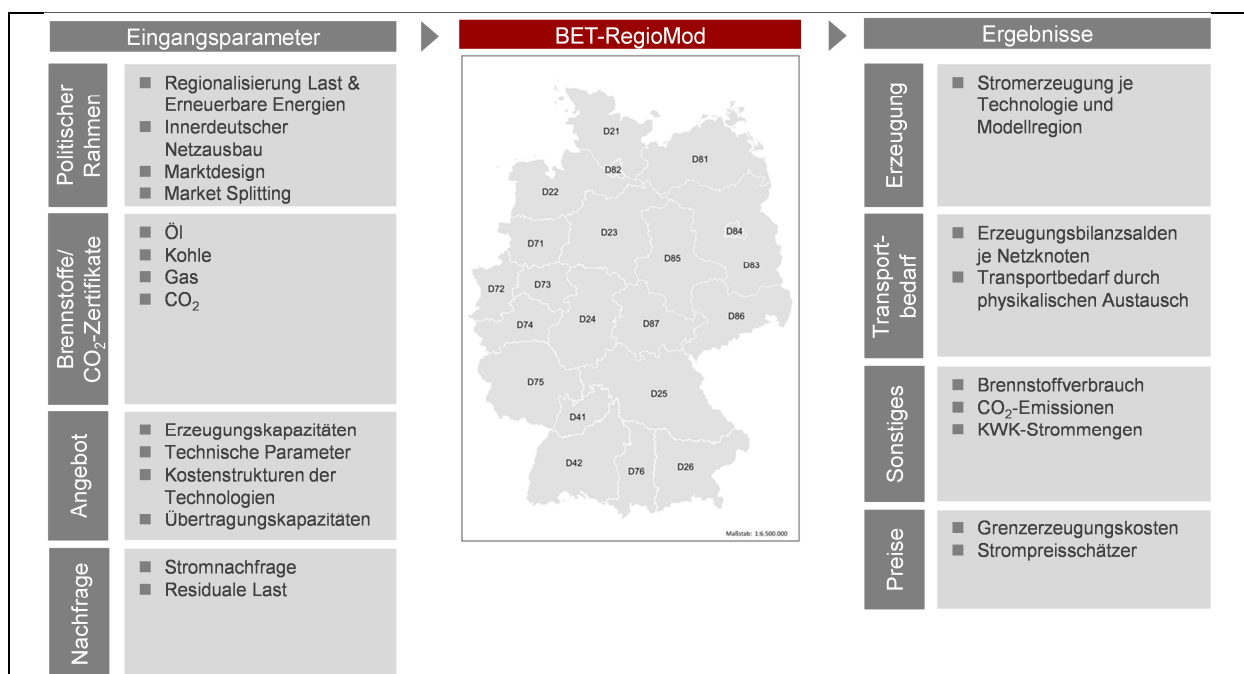 Eingangsparameter
Politischer
Rahmen
Regionalisierung Last &
Erneuerbare Energien
Innerdeutscher
Netzausbau
Marktdesign
Market Splitting
Brennstoffe/
CO₂-Zertifikate
Öl
Kohle
Gas
CO₂
Angebot
Erzeugungskapazitäten
Technische Parameter
Kostenstrukturen der
Technologien
Übertragungskapazitäten
Nachfrage
Stromnachfrage
Residuale Last
BET-RegioMod
D21
D81
D82
D22
D84
D71
D23
D85
D83
D73
D72
D86
D74
D24
D87
D75
D25
D41
D42
D76
D26
Maßstab: 1:6.500.000
Ergebnisse
Erzeugung
Stromerzeugung je
Technologie und
Modellregion
Transport-
bedarf
Erzeugungsbilanzsalden
je Netzknoten
Transportbedarf durch
physikalischen Austausch
Sonstiges
Brennstoffverbrauch
CO₂-Emissionen
KWK-Strommengen
Preise
Grenzerzeugungskosten
Strompreisschätzer